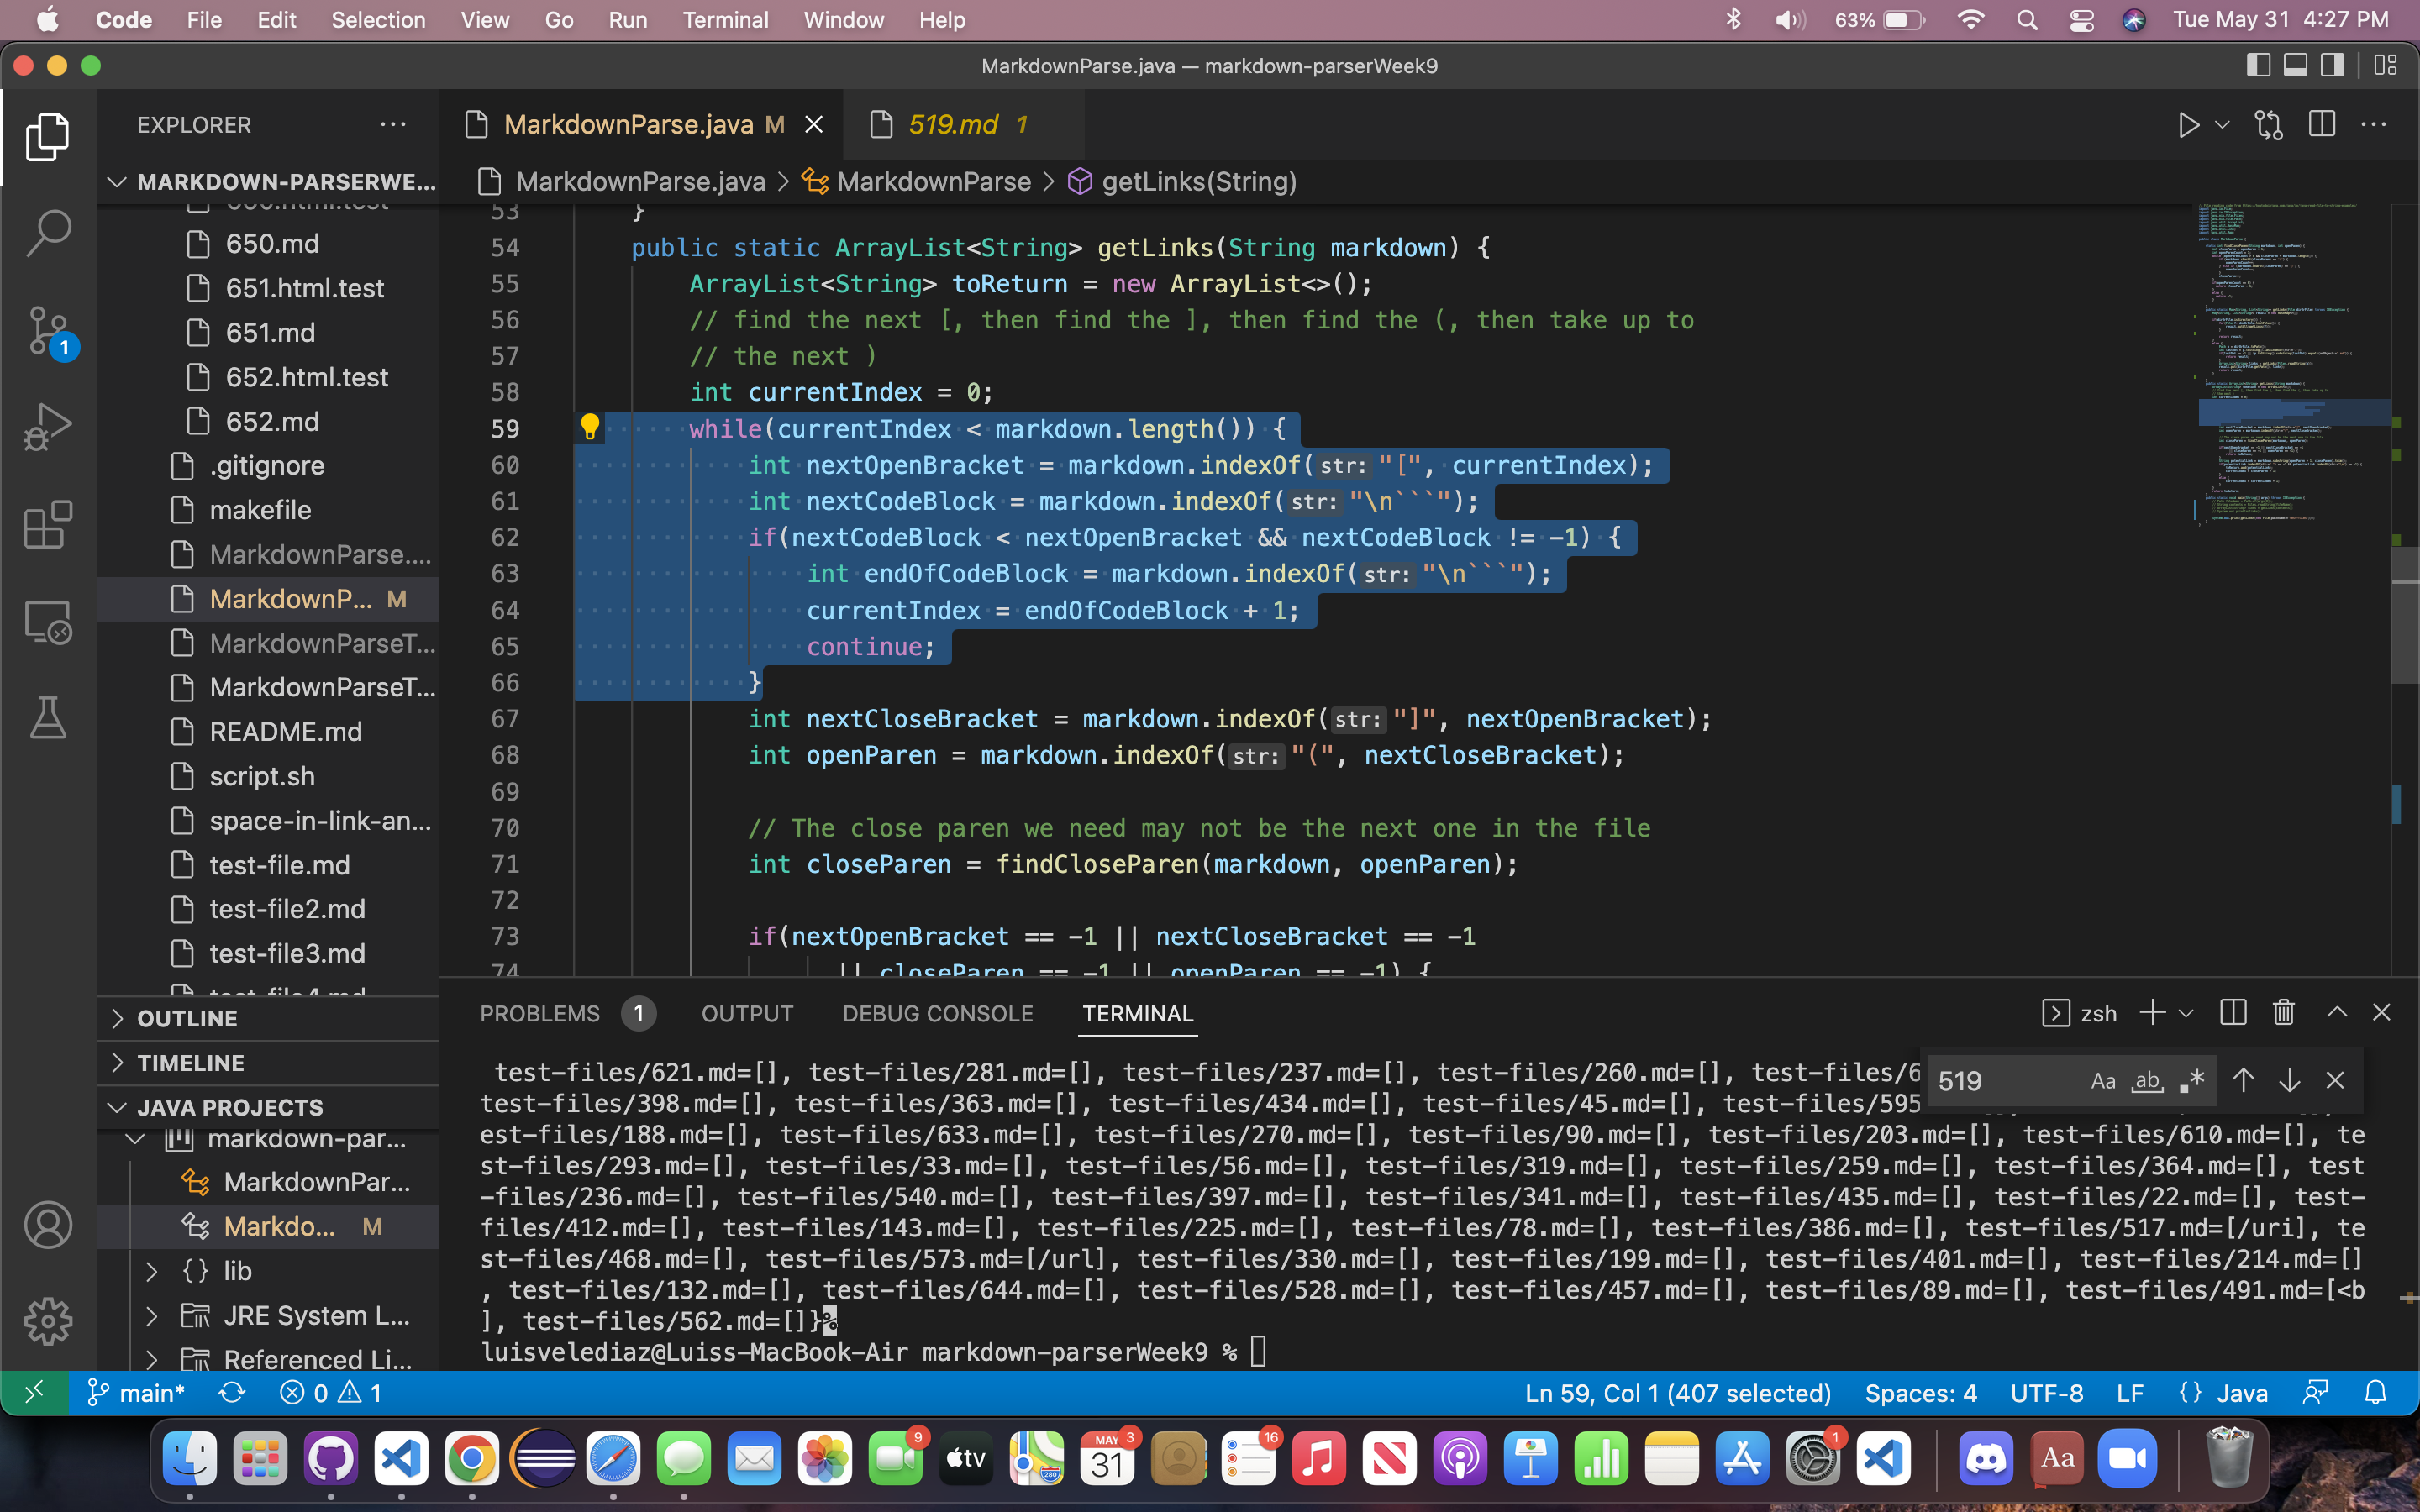 Code File Edit Selection View Go Run Terminal Window Help 63% Tue May 31 4:27 PM
MarkdownParse.java — markdown-parserWeek9
EXPLORER
MARKDOWN-PARSERWE...
650.md
651.html.test
651.md
652.html.test
652.md
.gitignore
makefile
MarkdownParse....
MarkdownP... M
MarkdownParseT...
MarkdownParseT...
README.md
script.sh
space-in-link-an...
test-file.md
test-file2.md
test-file3.md
test-file4.md
OUTLINE
TIMELINE
JAVA PROJECTS
markdown-par...
MarkdownPar...
Markdo... M
{} lib
JRE System L...
Referenced Li...
1
MarkdownParse.java M
519.md 1
MarkdownParse.java > MarkdownParse > getLinks(String)
53 }
54 public static ArrayList<String> getLinks(String markdown) {
55 ArrayList<String> toReturn = new ArrayList<>();
56 // find the next [, then find the ], then find the (, then take up to
57 // the next )
58 int currentIndex = 0;
59 while(currentIndex < markdown.length()) {
60 int nextOpenBracket = markdown.indexOf(str: "[", currentIndex);
61 int nextCodeBlock = markdown.indexOf(str: "\n```");
62 if(nextCodeBlock < nextOpenBracket && nextCodeBlock != -1) {
63 int endOfCodeBlock = markdown.indexOf(str: "\n```");
64 currentIndex = endOfCodeBlock + 1;
65 continue;
66 }
67 int nextCloseBracket = markdown.indexOf(str: "]", nextOpenBracket);
68 int openParen = markdown.indexOf(str: "(", nextCloseBracket);
69
70 // The close paren we need may not be the next one in the file
71 int closeParen = findCloseParen(markdown, openParen);
72
73 if(nextOpenBracket == -1 || nextCloseBracket == -1
74 || closeParen == -1 || openParen == -1) {
PROBLEMS 1 OUTPUT DEBUG CONSOLE TERMINAL zsh
519 Aa ab .*
test-files/621.md=[], test-files/281.md=[], test-files/237.md=[], test-files/260.md=[], test-files/6
test-files/398.md=[], test-files/363.md=[], test-files/434.md=[], test-files/45.md=[], test-files/595
est-files/188.md=[], test-files/633.md=[], test-files/270.md=[], test-files/90.md=[], test-files/203.md=[], test-files/610.md=[], te
st-files/293.md=[], test-files/33.md=[], test-files/56.md=[], test-files/319.md=[], test-files/259.md=[], test-files/364.md=[], test
-files/236.md=[], test-files/540.md=[], test-files/397.md=[], test-files/341.md=[], test-files/435.md=[], test-files/22.md=[], test-
files/412.md=[], test-files/143.md=[], test-files/225.md=[], test-files/78.md=[], test-files/386.md=[], test-files/517.md=[/uri], te
st-files/468.md=[], test-files/573.md=[/url], test-files/330.md=[], test-files/199.md=[], test-files/401.md=[], test-files/214.md=[]
, test-files/132.md=[], test-files/644.md=[], test-files/528.md=[], test-files/457.md=[], test-files/89.md=[], test-files/491.md=[<b
], test-files/562.md=[]}%
luisvelediaz@Luiss-MacBook-Air markdown-parserWeek9 %
main* 0 1 Ln 59, Col 1 (407 selected) Spaces: 4 UTF-8 LF {} Java
9 tv 280 MAY 31 3 16 1 Aa